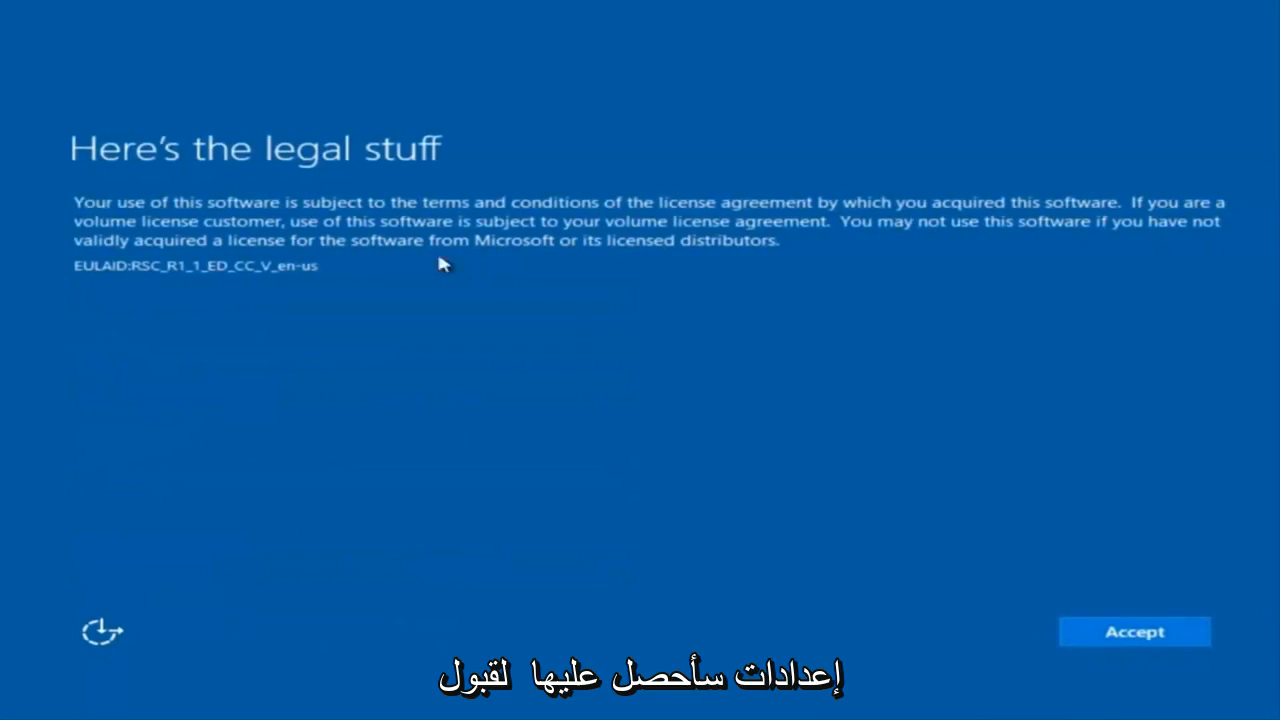 Here's the legal stuff
Your use of this software is subject to the terms and conditions of the license agreement by which you acquired this software.  If you are a
volume license customer, use of this software is subject to your volume license agreement.  You may not use this software if you have not
validly acquired a license for the software from Microsoft or its licensed distributors.
EULAID:RSC_R1_1_ED_CC_V_en-us
Accept
إعدادات سأحصل عليها  لقبول